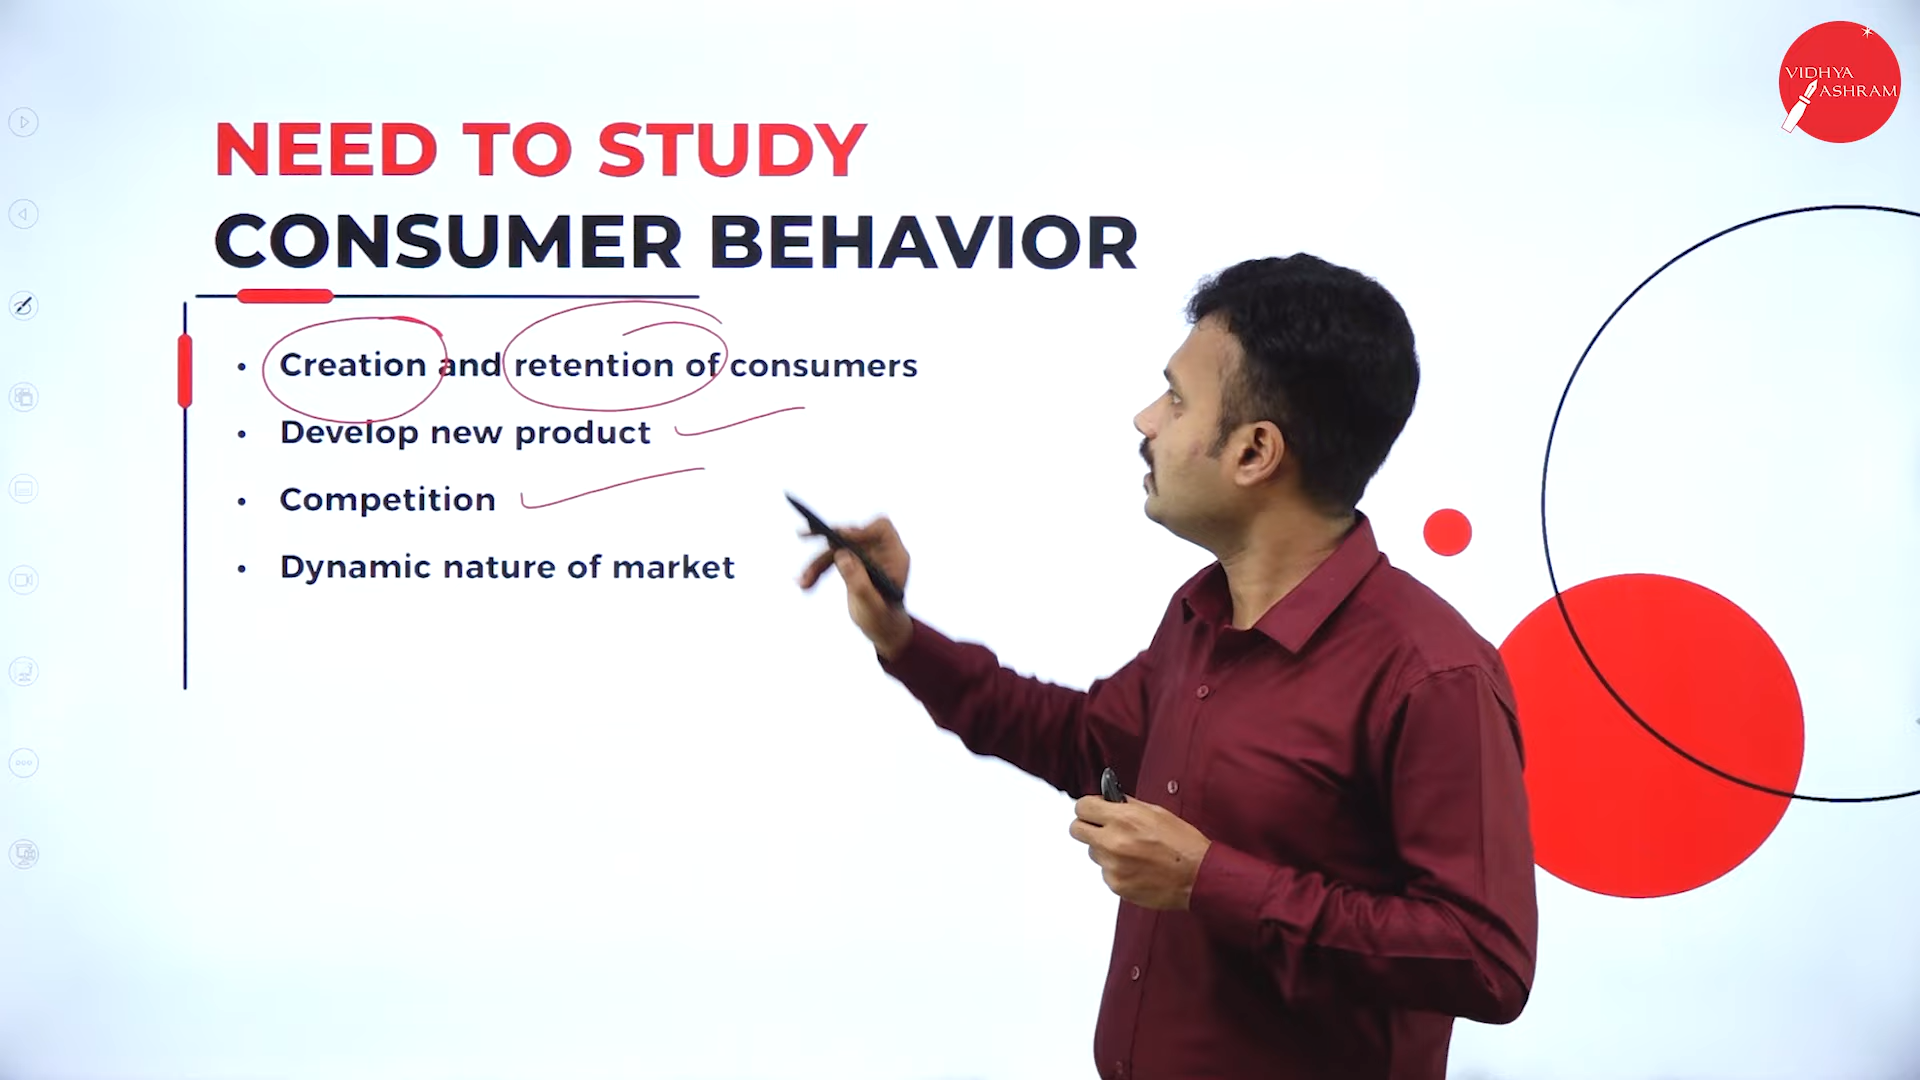 VIDHYA
ASHRAM
NEED TO STUDY
CONSUMER BEHAVIOR
• Creation and retention of consumers
• Develop new product
• Competition
• Dynamic nature of market